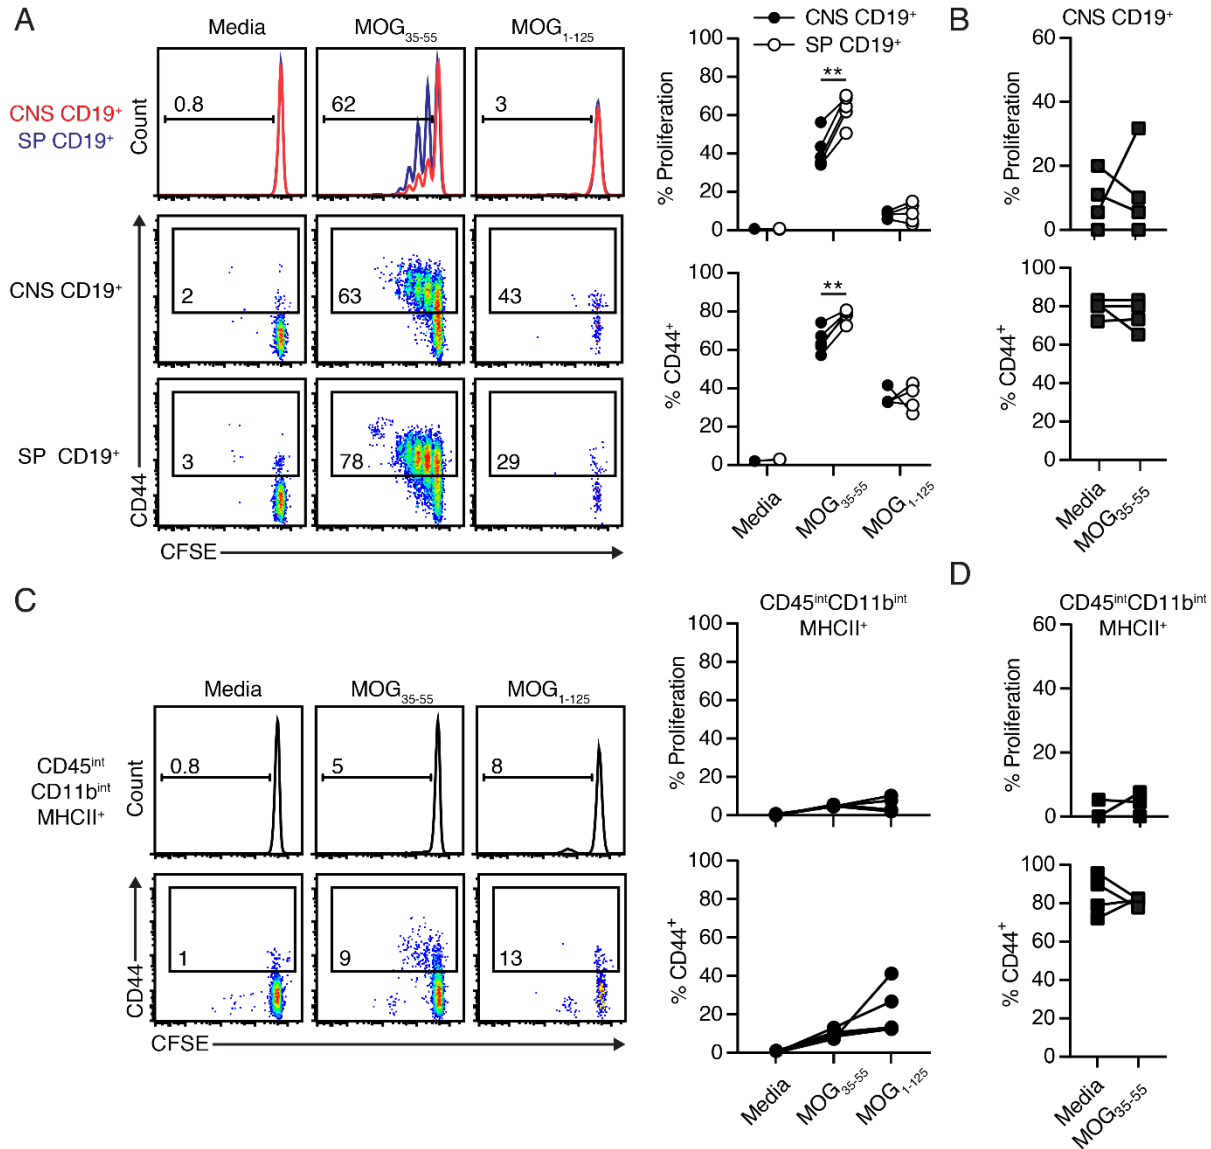 A
Media
MOG35-55
MOG1-125
CNS CD19+
SP CD19+
Count
0.8
62
3
CNS CD19+
2
63
43
SP CD19+
3
78
29
CD44
CFSE
CNS CD19+
SP CD19+
% Proliferation
100
80
60
40
20
0
**
% CD44+
100
80
60
40
20
0
**
Media
MOG35-55
MOG1-125
B
CNS CD19+
% Proliferation
60
40
20
0
% CD44+
100
80
60
40
20
0
Media
MOG35-55
C
Media
MOG35-55
MOG1-125
CD45int
CD11bint
MHCII+
Count
0.8
5
8
1
9
13
CD44
CFSE
CD45intCD11bint
MHCII+
% Proliferation
100
80
60
40
20
0
% CD44+
100
80
60
40
20
0
Media
MOG35-55
MOG1-125
D
CD45intCD11bint
MHCII+
% Proliferation
60
40
20
0
% CD44+
100
80
60
40
20
0
Media
MOG35-55